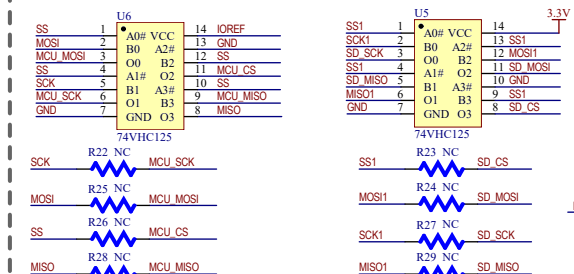 U6
SS 1 A0# VCC 14 IOREF
MOSI 2 B0 A2# 13 GND
MCU_MOSI 3 O0 B2 12 SS
SS 4 A1# O2 11 MCU_CS
SCK 5 B1 A3# 10 SS
MCU_SCK 6 O1 B3 9 MCU_MISO
GND 7 GND O3 8 MISO
74VHC125
U5
3.3V
SS1 1 A0# VCC 14
SCK1 2 B0 A2# 13 SS1
SD_SCK 3 O0 B2 12 MOSI1
SS1 4 A1# O2 11 SD_MOSI
SD_MISO 5 B1 A3# 10 GND
MISO1 6 O1 B3 9 SS1
GND 7 GND O3 8 SD_CS
74VHC125
R22 NC
SCK MCU_SCK
R25 NC
MOSI MCU_MOSI
R26 NC
SS MCU_CS
R28 NC
MISO MCU_MISO
R23 NC
SS1 SD_CS
R24 NC
MOSI1 SD_MOSI
R27 NC
SCK1 SD_SCK
R29 NC
MISO1 SD_MISO